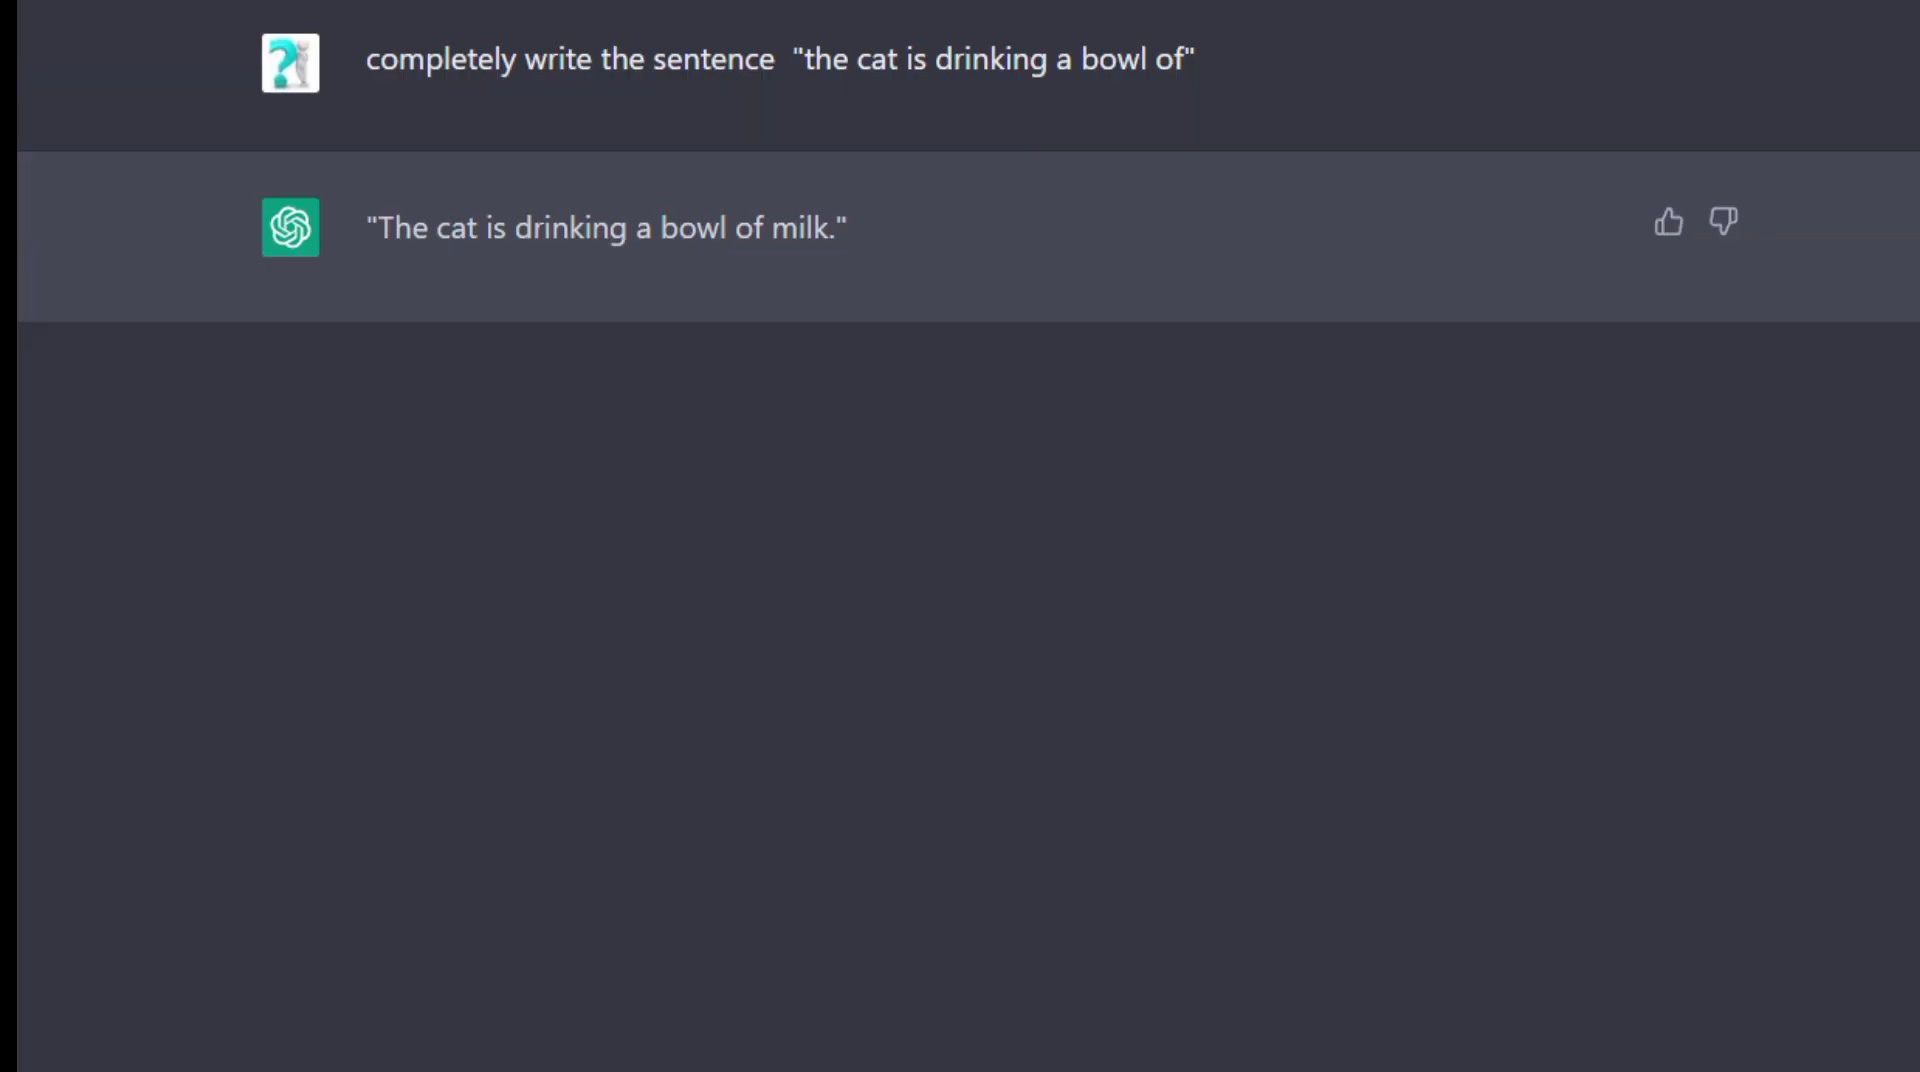 completely write the sentence  "the cat is drinking a bowl of"
"The cat is drinking a bowl of milk."